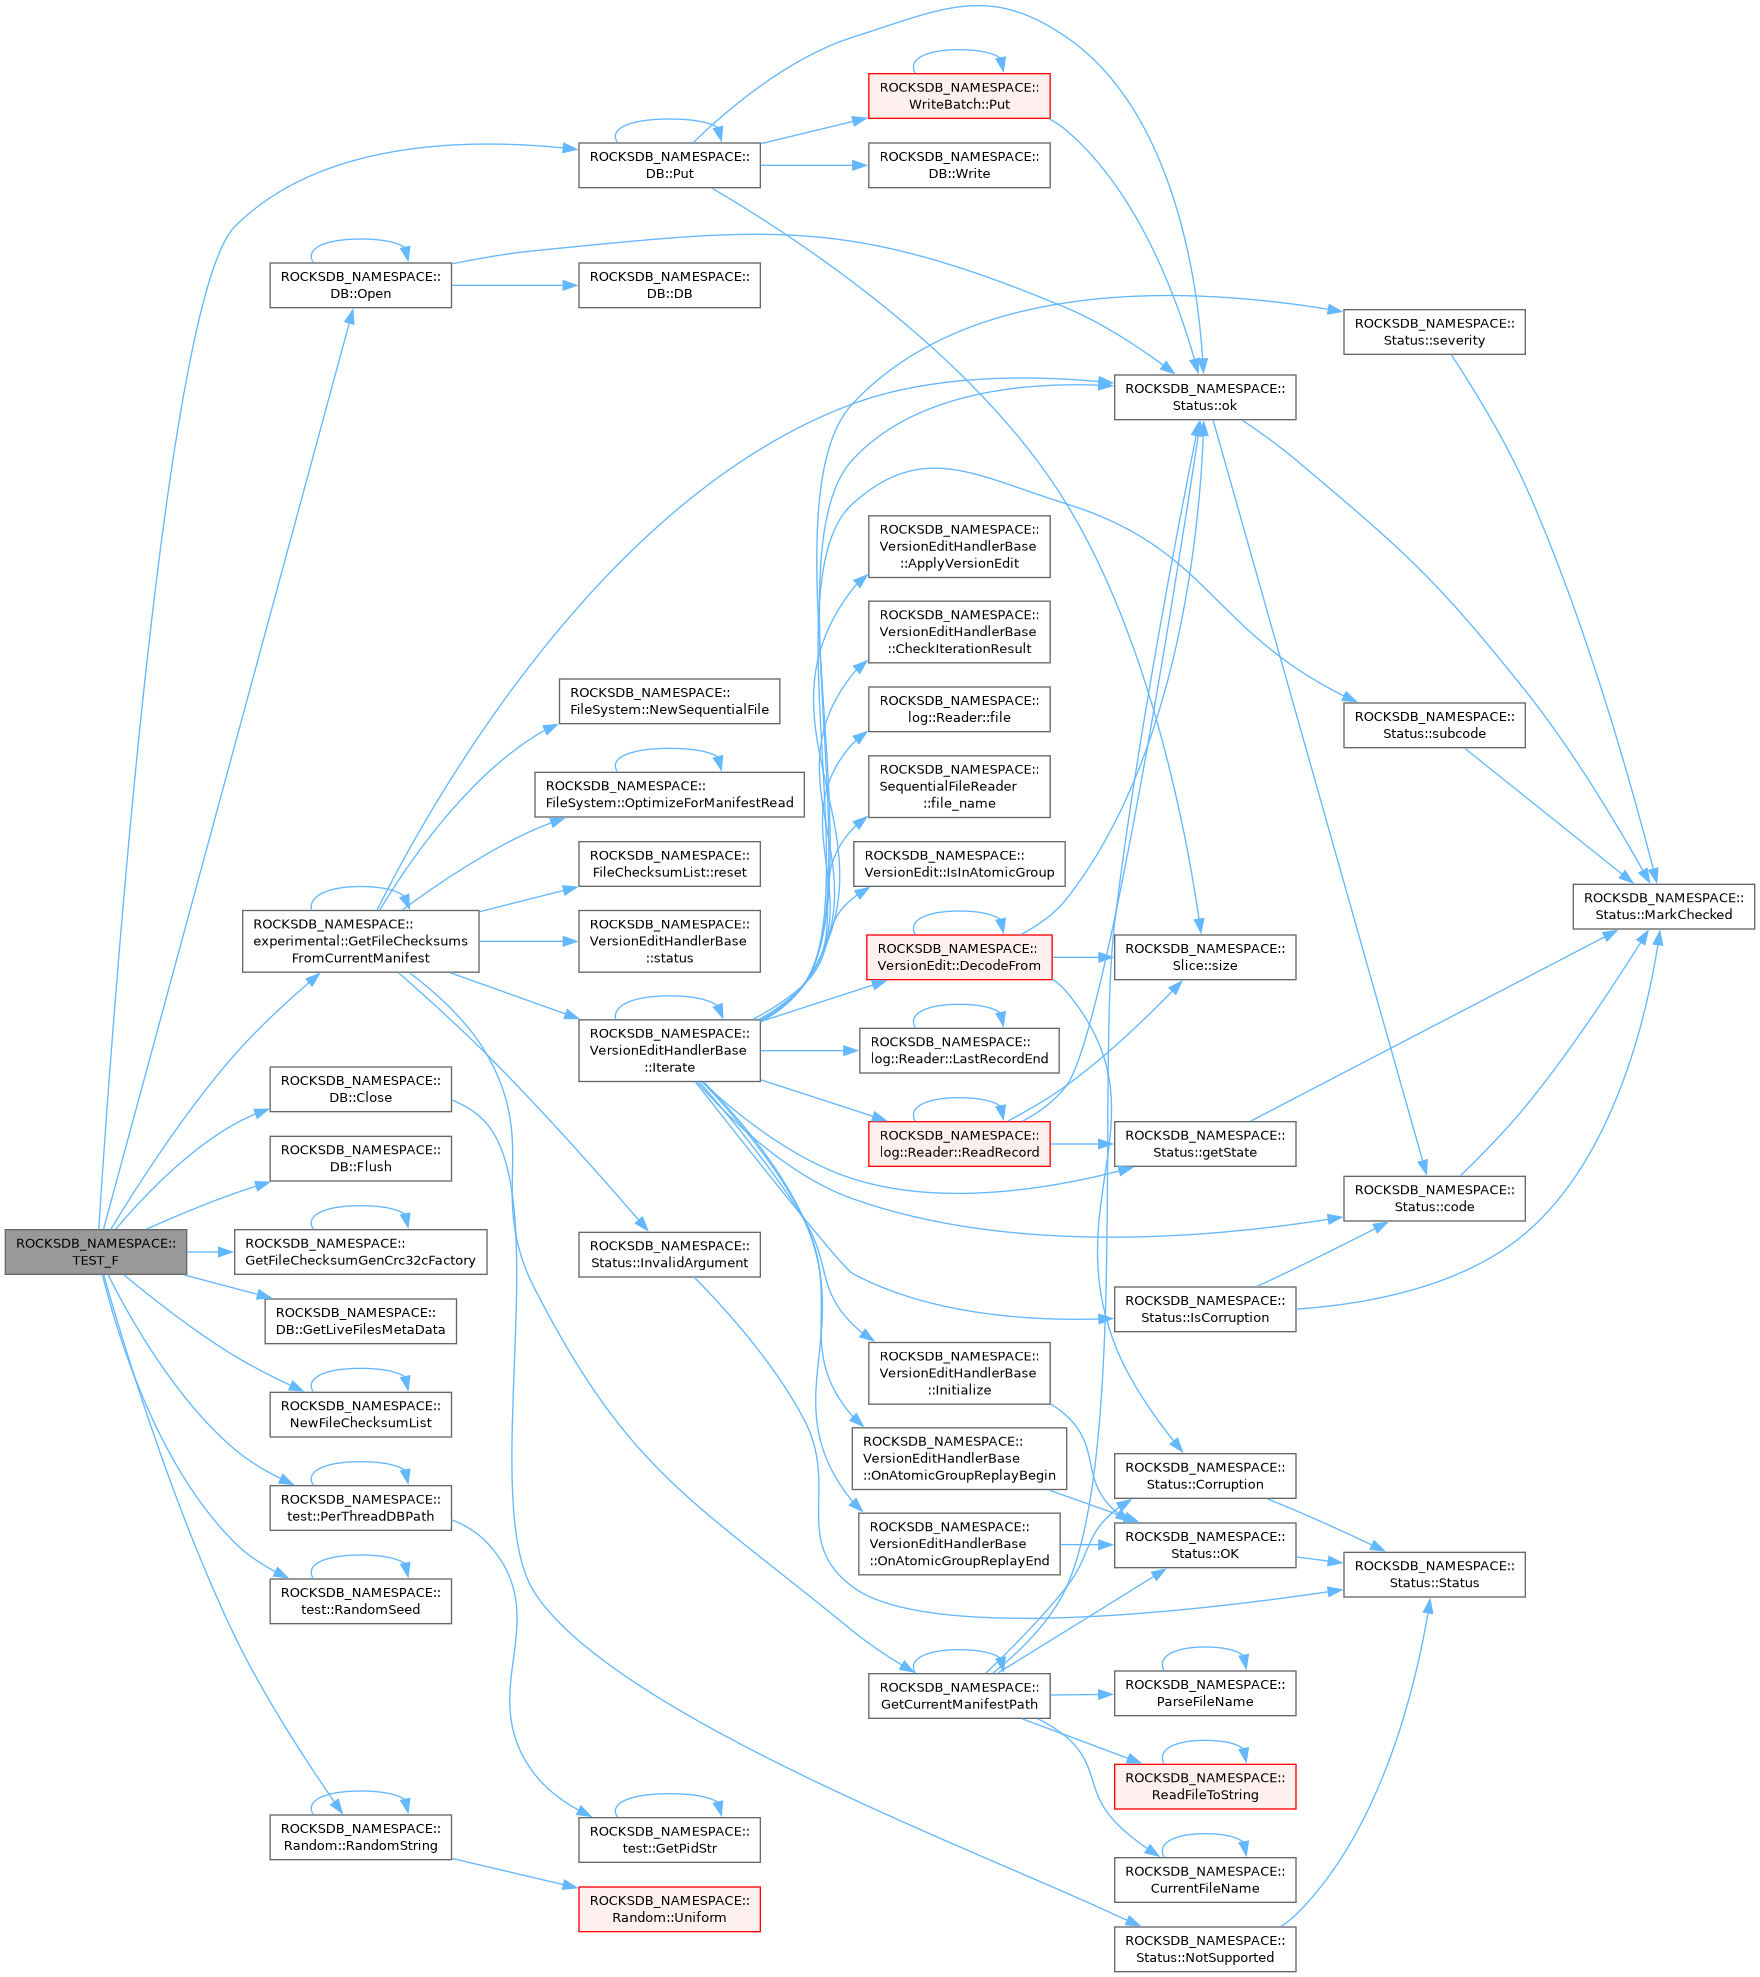 ROCKSDB_NAMESPACE::
TEST_F
ROCKSDB_NAMESPACE::
DB::Open
ROCKSDB_NAMESPACE::
experimental::GetFileChecksums
FromCurrentManifest
ROCKSDB_NAMESPACE::
DB::Close
ROCKSDB_NAMESPACE::
DB::Flush
ROCKSDB_NAMESPACE::
GetFileChecksumGenCrc32cFactory
ROCKSDB_NAMESPACE::
DB::GetLiveFilesMetaData
ROCKSDB_NAMESPACE::
NewFileChecksumList
ROCKSDB_NAMESPACE::
test::PerThreadDBPath
ROCKSDB_NAMESPACE::
test::RandomSeed
ROCKSDB_NAMESPACE::
Random::RandomString
ROCKSDB_NAMESPACE::
DB::Put
ROCKSDB_NAMESPACE::
DB::DB
ROCKSDB_NAMESPACE::
FileSystem::NewSequentialFile
ROCKSDB_NAMESPACE::
FileSystem::OptimizeForManifestRead
ROCKSDB_NAMESPACE::
FileChecksumList::reset
ROCKSDB_NAMESPACE::
VersionEditHandlerBase
::status
ROCKSDB_NAMESPACE::
VersionEditHandlerBase
::Iterate
ROCKSDB_NAMESPACE::
Status::InvalidArgument
ROCKSDB_NAMESPACE::
test::GetPidStr
ROCKSDB_NAMESPACE::
Random::Uniform
ROCKSDB_NAMESPACE::
WriteBatch::Put
ROCKSDB_NAMESPACE::
DB::Write
ROCKSDB_NAMESPACE::
VersionEditHandlerBase
::ApplyVersionEdit
ROCKSDB_NAMESPACE::
VersionEditHandlerBase
::CheckIterationResult
ROCKSDB_NAMESPACE::
log::Reader::file
ROCKSDB_NAMESPACE::
SequentialFileReader
::file_name
ROCKSDB_NAMESPACE::
VersionEdit::IsInAtomicGroup
ROCKSDB_NAMESPACE::
VersionEdit::DecodeFrom
ROCKSDB_NAMESPACE::
log::Reader::LastRecordEnd
ROCKSDB_NAMESPACE::
log::Reader::ReadRecord
ROCKSDB_NAMESPACE::
VersionEditHandlerBase
::Initialize
ROCKSDB_NAMESPACE::
VersionEditHandlerBase
::OnAtomicGroupReplayBegin
ROCKSDB_NAMESPACE::
VersionEditHandlerBase
::OnAtomicGroupReplayEnd
ROCKSDB_NAMESPACE::
GetCurrentManifestPath
ROCKSDB_NAMESPACE::
Status::ok
ROCKSDB_NAMESPACE::
Slice::size
ROCKSDB_NAMESPACE::
Status::getState
ROCKSDB_NAMESPACE::
Status::IsCorruption
ROCKSDB_NAMESPACE::
Status::Corruption
ROCKSDB_NAMESPACE::
Status::OK
ROCKSDB_NAMESPACE::
ParseFileName
ROCKSDB_NAMESPACE::
ReadFileToString
ROCKSDB_NAMESPACE::
CurrentFileName
ROCKSDB_NAMESPACE::
Status::NotSupported
ROCKSDB_NAMESPACE::
Status::severity
ROCKSDB_NAMESPACE::
Status::subcode
ROCKSDB_NAMESPACE::
Status::code
ROCKSDB_NAMESPACE::
Status::Status
ROCKSDB_NAMESPACE::
Status::MarkChecked